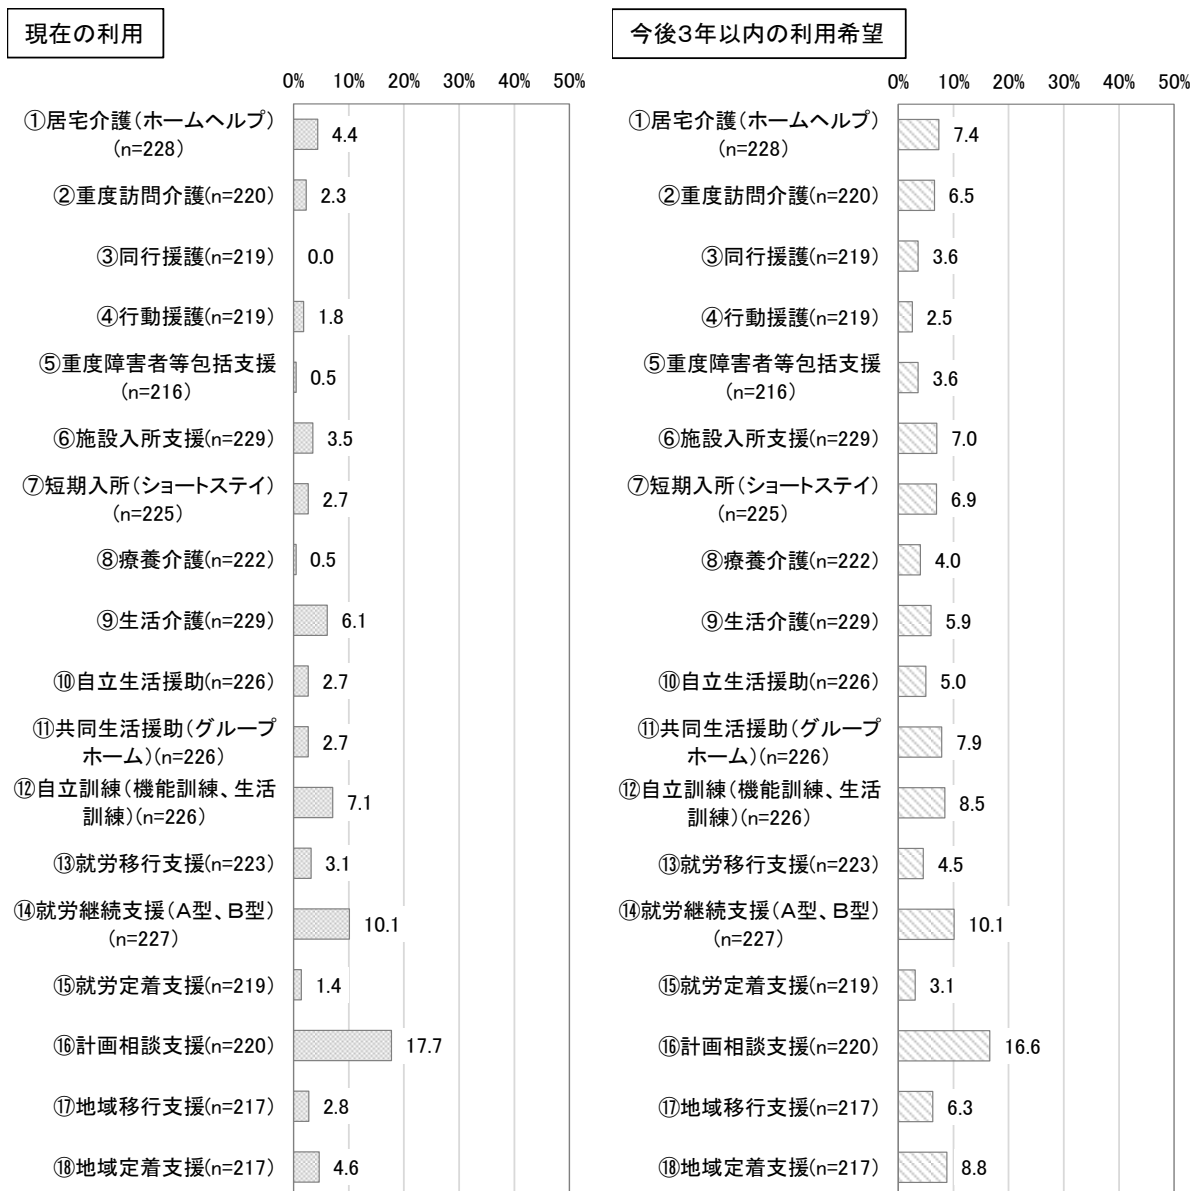 現在の利用
0% 10% 20% 30% 40% 50%
①居宅介護(ホームヘルプ)
(n=228)
4.4
②重度訪問介護(n=220)
2.3
③同行援護(n=219)
0.0
④行動援護(n=219)
1.8
⑤重度障害者等包括支援
(n=216)
0.5
⑥施設入所支援(n=229)
3.5
⑦短期入所(ショートステイ)
(n=225)
2.7
⑧療養介護(n=222)
0.5
⑨生活介護(n=229)
6.1
⑩自立生活援助(n=226)
2.7
⑪共同生活援助(グループ
ホーム)(n=226)
2.7
⑫自立訓練(機能訓練、生活
訓練)(n=226)
7.1
⑬就労移行支援(n=223)
3.1
⑭就労継続支援(A型、B型)
(n=227)
10.1
⑮就労定着支援(n=219)
1.4
⑯計画相談支援(n=220)
17.7
⑰地域移行支援(n=217)
2.8
⑱地域定着支援(n=217)
4.6
今後3年以内の利用希望
0% 10% 20% 30% 40% 50%
①居宅介護(ホームヘルプ)
(n=228)
7.4
②重度訪問介護(n=220)
6.5
③同行援護(n=219)
3.6
④行動援護(n=219)
2.5
⑤重度障害者等包括支援
(n=216)
3.6
⑥施設入所支援(n=229)
7.0
⑦短期入所(ショートステイ)
(n=225)
6.9
⑧療養介護(n=222)
4.0
⑨生活介護(n=229)
5.9
⑩自立生活援助(n=226)
5.0
⑪共同生活援助(グループ
ホーム)(n=226)
7.9
⑫自立訓練(機能訓練、生活
訓練)(n=226)
8.5
⑬就労移行支援(n=223)
4.5
⑭就労継続支援(A型、B型)
(n=227)
10.1
⑮就労定着支援(n=219)
3.1
⑯計画相談支援(n=220)
16.6
⑰地域移行支援(n=217)
6.3
⑱地域定着支援(n=217)
8.8